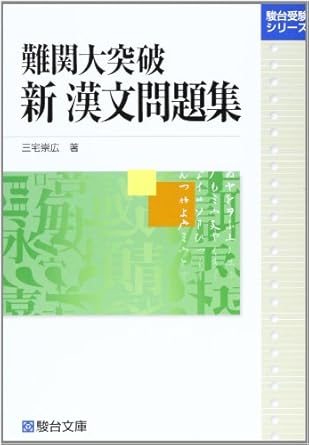 駿台受験
シリーズ
難関大突破
新 漢文問題集
三宅崇広 著
駿台文庫